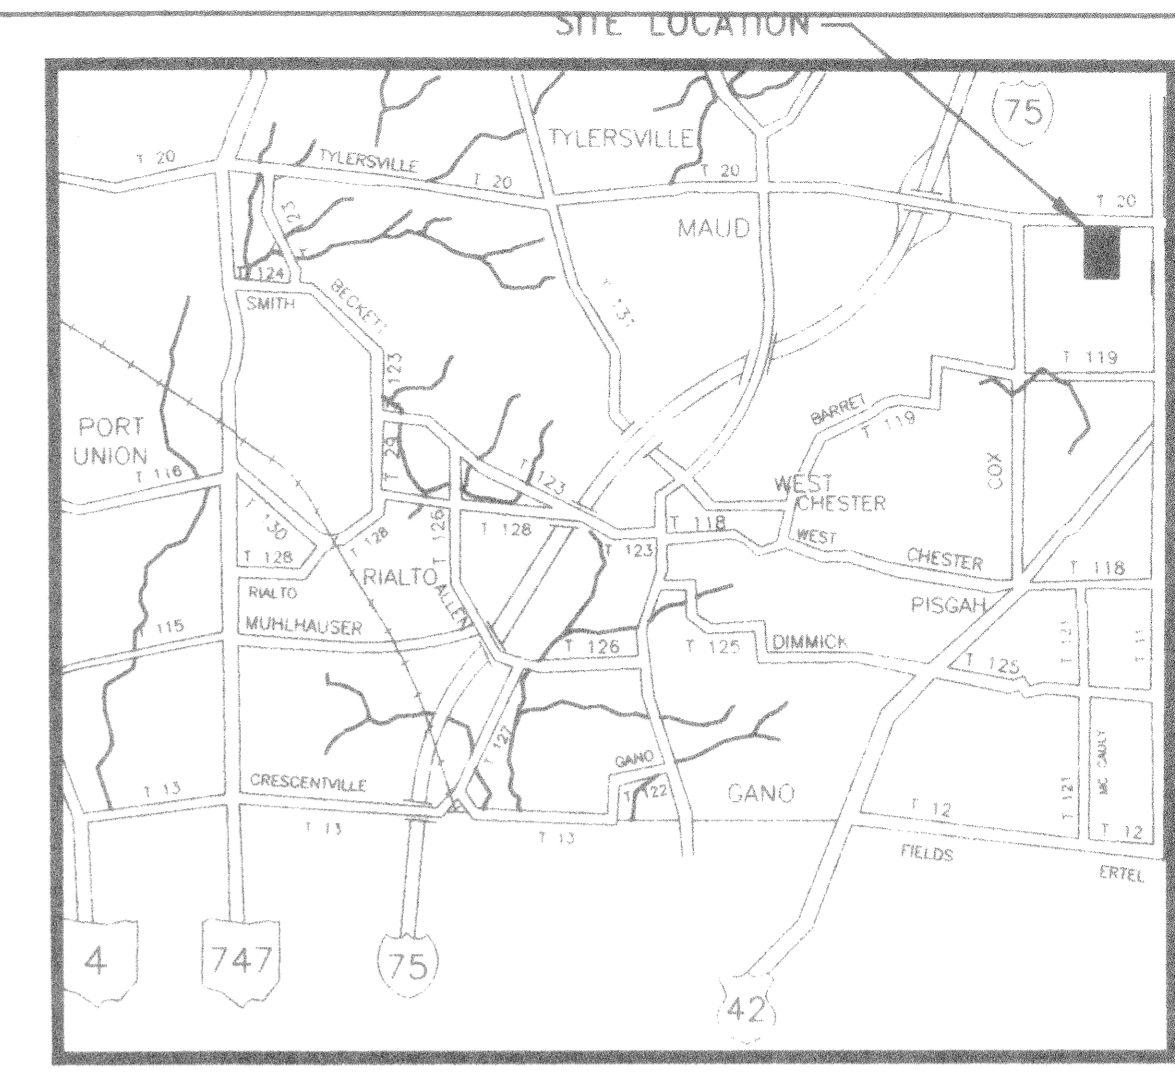 SITE LOCATION
75
TYLERSVILLE
T 20
TYLERSVILLE
T 20
T 20
T 20
MAUD
23
T
T 124
SMITH
BECKETT
T 131
T 123
T 119
BARRET
T 119
PORT
UNION
T 116
T 29
T 123
COX
WEST
CHESTER
T 130
T 128
T 126
T 128
T 118
WEST
T 128
T 123
CHESTER
T 118
RIALTO
RIALTO
ALLEN
PISGAH
MUHLHAUSER
T 115
T 126
T 125
DIMMICK
T 125
T 121
T 11
T 127
GANO
T 122
GANO
CRESCENTVILLE
T 13
T 13
T 13
T 12
T 121
MC CAULY
T 12
FIELDS
ERTEL
4
747
75
42